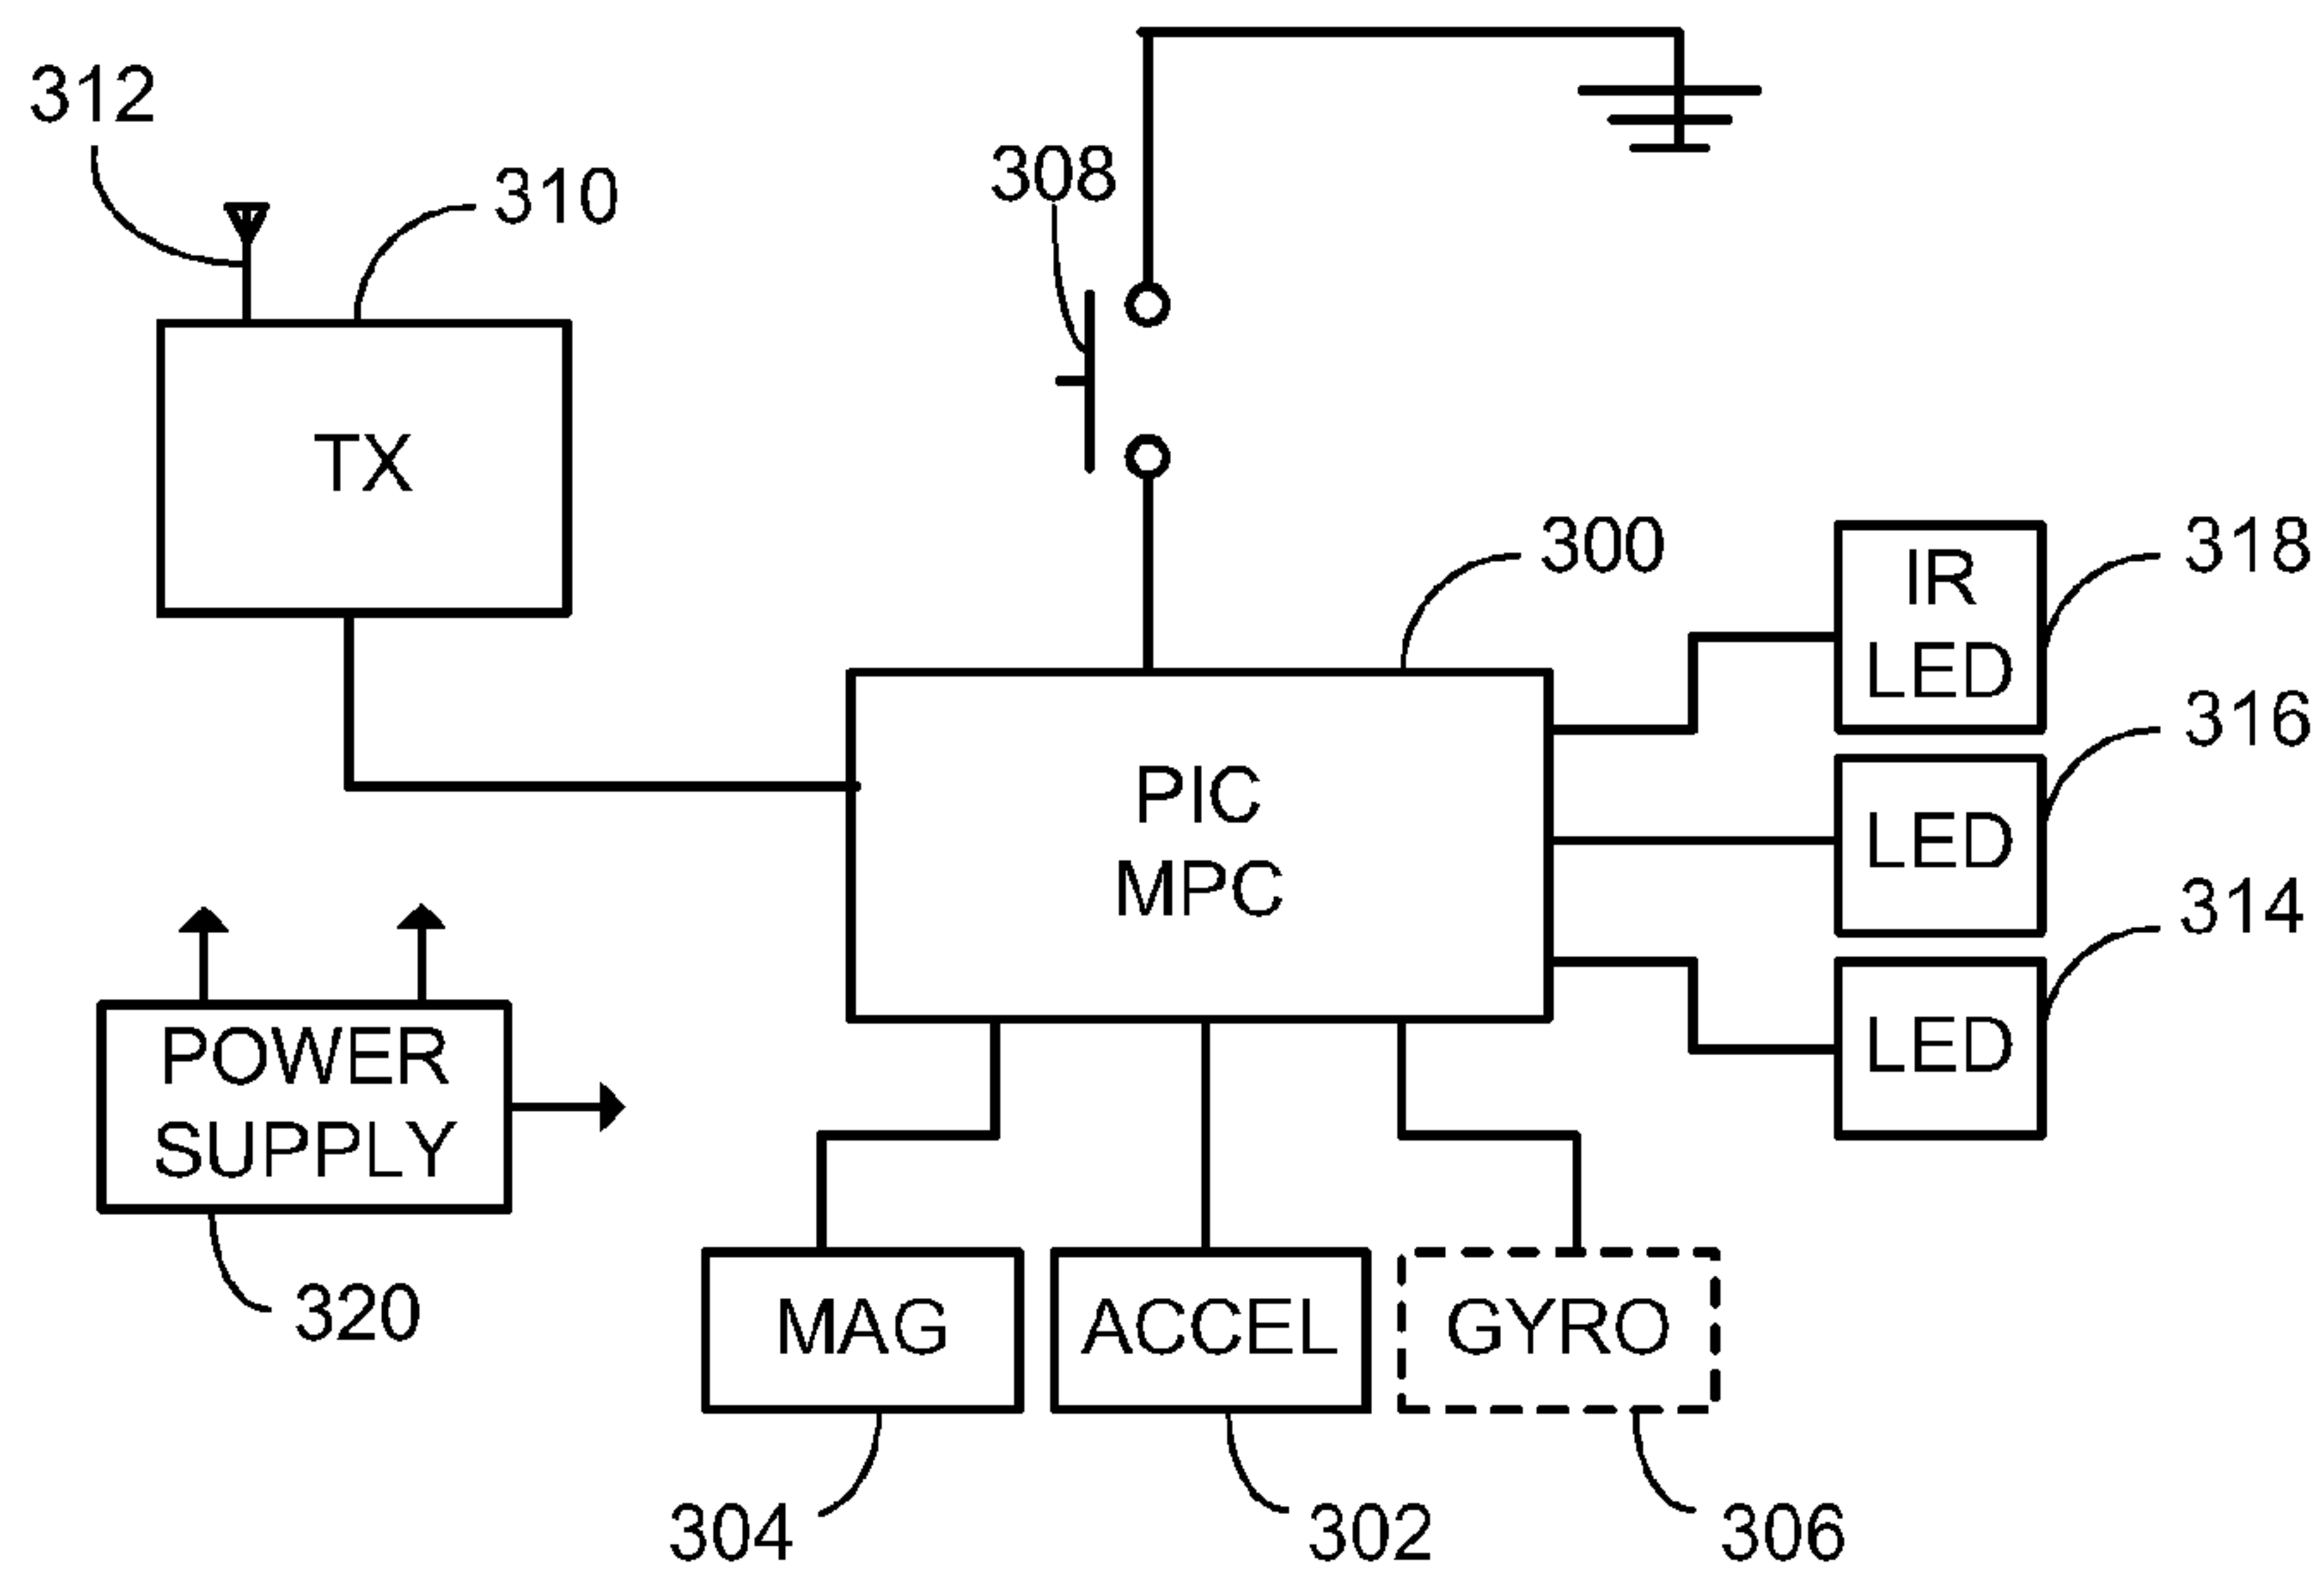 312
310
308
TX
300
IR
LED
318
316
PIC
MPC
LED
314
LED
POWER
SUPPLY
320
MAG
ACCEL
GYRO
304
302
306